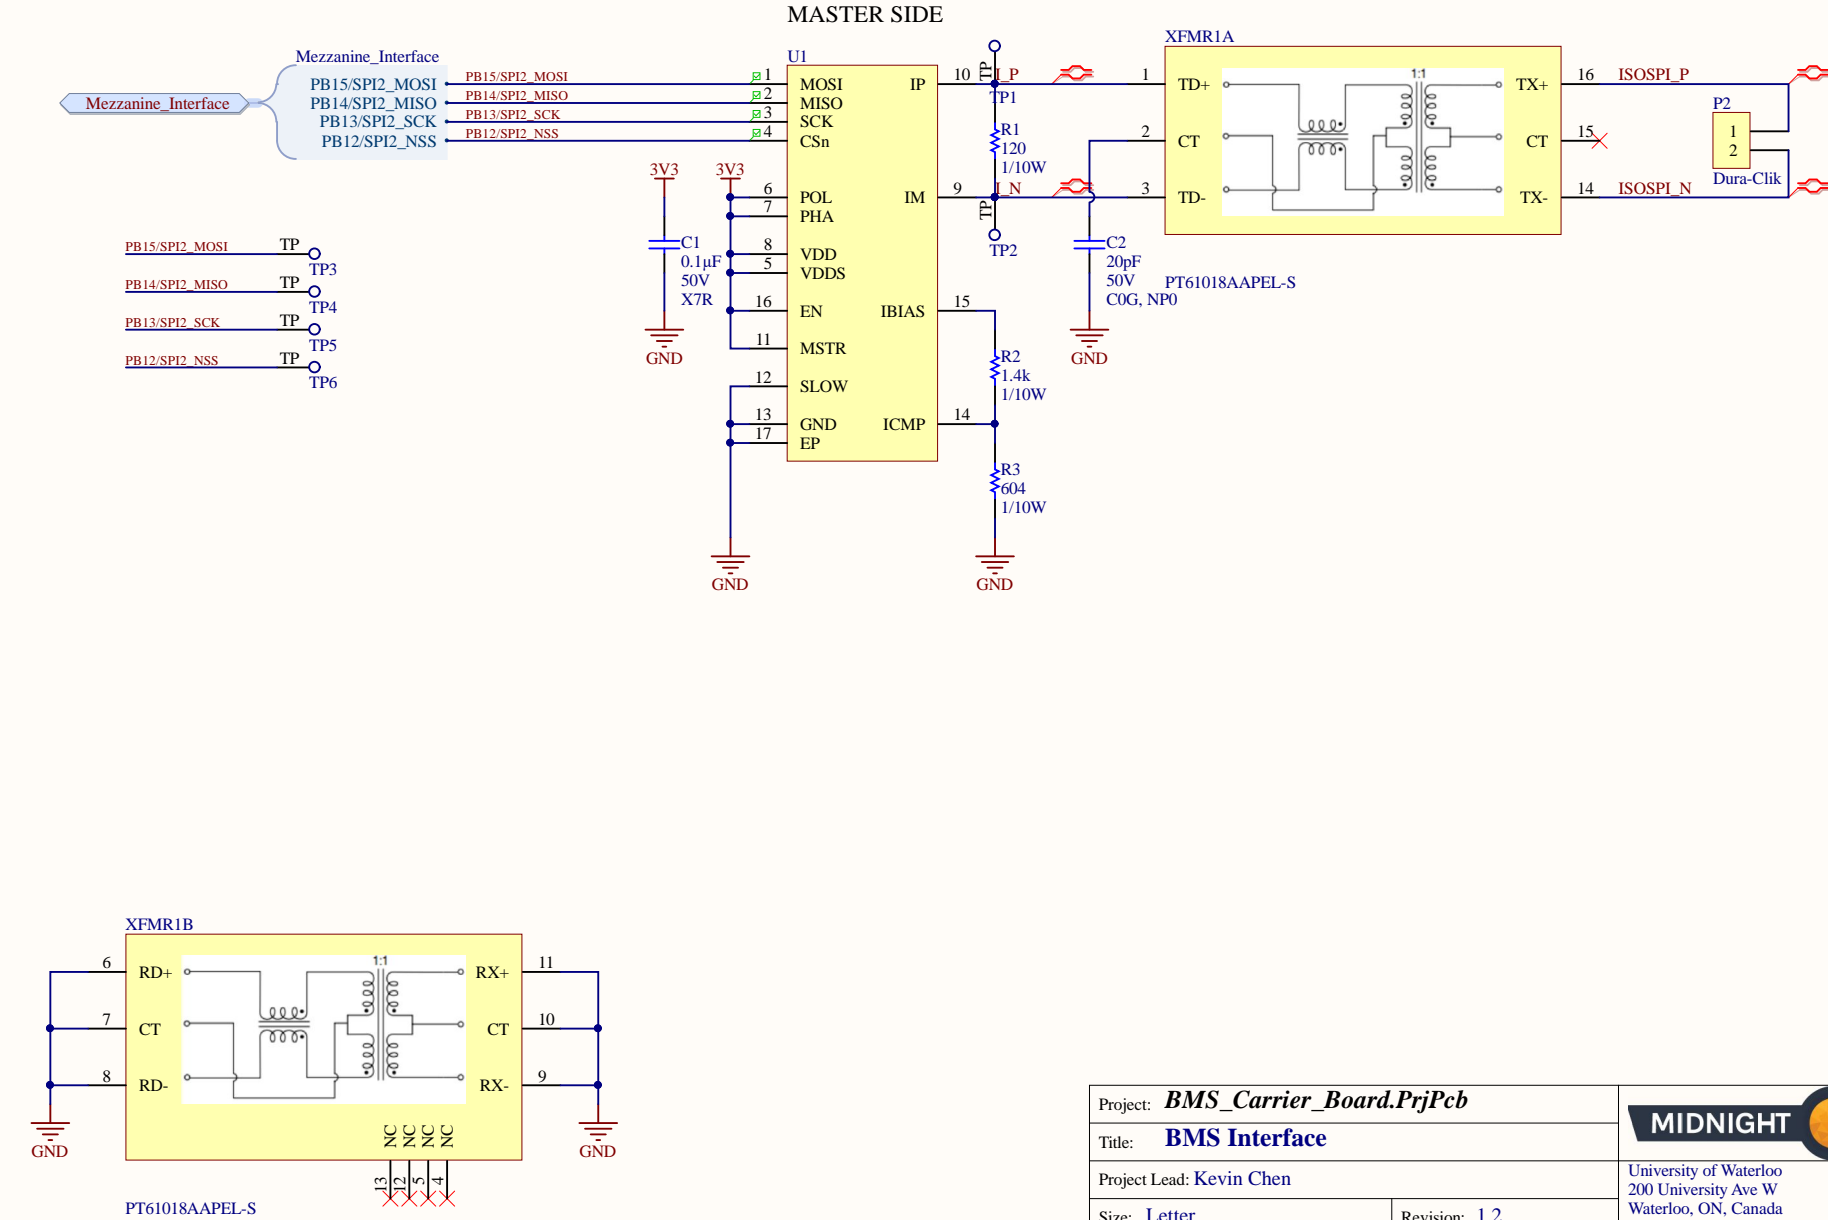 MASTER SIDE
Mezzanine_Interface
Mezzanine_Interface
PB15/SPI2_MOSI
PB14/SPI2_MISO
PB13/SPI2_SCK
PB12/SPI2_NSS
PB15/SPI2_MOSI
PB14/SPI2_MISO
PB13/SPI2_SCK
PB12/SPI2_NSS
U1
1 MOSI
2 MISO
3 SCK
4 CSn
6 POL
7 PHA
8 VDD
5 VDDS
16 EN
11 MSTR
12 SLOW
13 GND
17 EP
IP 10
IM 9
IBIAS 15
ICMP 14
3V3
3V3
C1
0.1µF
50V
X7R
GND
GND
TP
TP1
I_P
R1
120
1/10W
I_N
TP
TP2
R2
1.4k
1/10W
R3
604
1/10W
GND
C2
20pF
50V
C0G, NP0
GND
XFMR1A
1 TD+
2 CT
3 TD-
1:1
TX+ 16
CT 15
TX- 14
PT61018AAPEL-S
ISOSPI_P
ISOSPI_N
P2
1
2
Dura-Clik
PB15/SPI2_MOSI TP
TP3
PB14/SPI2_MISO TP
TP4
PB13/SPI2_SCK TP
TP5
PB12/SPI2_NSS TP
TP6
XFMR1B
6 RD+
7 CT
8 RD-
1:1
RX+ 11
CT 10
RX- 9
NC NC NC NC
13 12 5 4
GND
GND
PT61018AAPEL-S
Project: BMS_Carrier_Board.PrjPcb
Title: BMS Interface
Project Lead: Kevin Chen
Size: Letter
Revision: 1.2
MIDNIGHT
University of Waterloo
200 University Ave W
Waterloo, ON, Canada